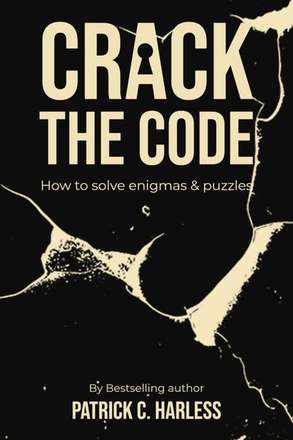 CRACK
THE CODE
How to solve enigmas & puzzles.
By Bestselling author
PATRICK C. HARLESS